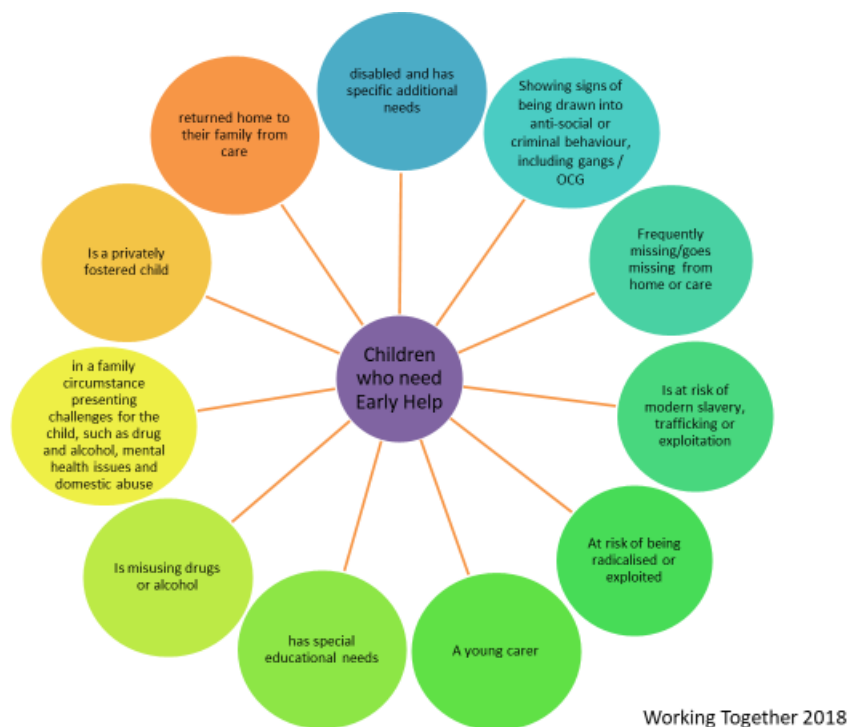 disabled and has
specific additional
needs
Showing signs of
being drawn into
anti-social or
criminal behaviour,
including gangs /
OCG
Frequently
missing/goes
missing from
home or care
Is at risk of
modern slavery,
trafficking or
exploitation
At risk of being
radicalised or
exploited
A young carer
has special
educational needs
Is misusing drugs
or alcohol
in a family
circumstance
presenting
challenges for the
child, such as drug
and alcohol, mental
health issues and
domestic abuse
Is a privately
fostered child
returned home to
their family from
care
Children
who need
Early Help
Working Together 2018